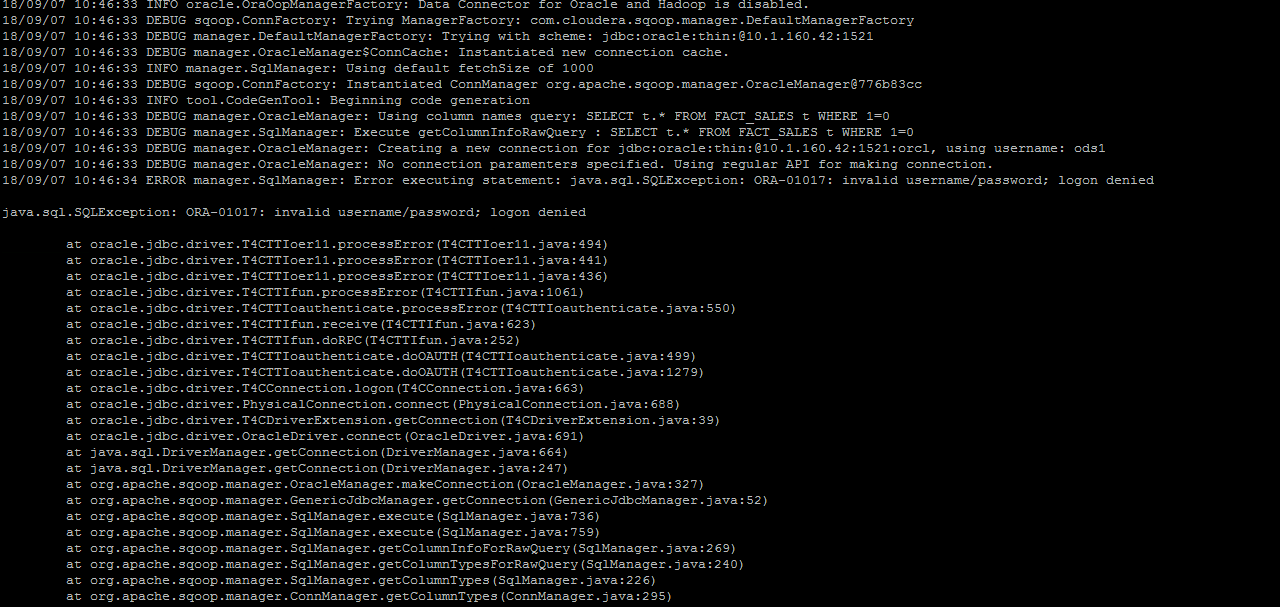 18/09/07 10:46:33 INFO oracle.OraOopManagerFactory: Data Connector for Oracle and Hadoop is disabled.
18/09/07 10:46:33 DEBUG sqoop.ConnFactory: Trying ManagerFactory: com.cloudera.sqoop.manager.DefaultManagerFactory
18/09/07 10:46:33 DEBUG manager.DefaultManagerFactory: Trying with scheme: jdbc:oracle:thin:@10.1.160.42:1521
18/09/07 10:46:33 DEBUG manager.OracleManager$ConnCache: Instantiated new connection cache.
18/09/07 10:46:33 INFO manager.SqlManager: Using default fetchSize of 1000
18/09/07 10:46:33 DEBUG sqoop.ConnFactory: Instantiated ConnManager org.apache.sqoop.manager.OracleManager@776b83cc
18/09/07 10:46:33 INFO tool.CodeGenTool: Beginning code generation
18/09/07 10:46:33 DEBUG manager.OracleManager: Using column names query: SELECT t.* FROM FACT_SALES t WHERE 1=0
18/09/07 10:46:33 DEBUG manager.SqlManager: Execute getColumnInfoRawQuery : SELECT t.* FROM FACT_SALES t WHERE 1=0
18/09/07 10:46:33 DEBUG manager.OracleManager: Creating a new connection for jdbc:oracle:thin:@10.1.160.42:1521:orcl, using username: ods1
18/09/07 10:46:33 DEBUG manager.OracleManager: No connection paramenters specified. Using regular API for making connection.
18/09/07 10:46:34 ERROR manager.SqlManager: Error executing statement: java.sql.SQLException: ORA-01017: invalid username/password; logon denied
java.sql.SQLException: ORA-01017: invalid username/password; logon denied
at oracle.jdbc.driver.T4CTTIoer11.processError(T4CTTIoer11.java:494)
at oracle.jdbc.driver.T4CTTIoer11.processError(T4CTTIoer11.java:441)
at oracle.jdbc.driver.T4CTTIoer11.processError(T4CTTIoer11.java:436)
at oracle.jdbc.driver.T4CTTIfun.processError(T4CTTIfun.java:1061)
at oracle.jdbc.driver.T4CTTIoauthenticate.processError(T4CTTIoauthenticate.java:550)
at oracle.jdbc.driver.T4CTTIfun.receive(T4CTTIfun.java:623)
at oracle.jdbc.driver.T4CTTIfun.doRPC(T4CTTIfun.java:252)
at oracle.jdbc.driver.T4CTTIoauthenticate.doOAUTH(T4CTTIoauthenticate.java:499)
at oracle.jdbc.driver.T4CTTIoauthenticate.doOAUTH(T4CTTIoauthenticate.java:1279)
at oracle.jdbc.driver.T4CConnection.logon(T4CConnection.java:663)
at oracle.jdbc.driver.PhysicalConnection.connect(PhysicalConnection.java:688)
at oracle.jdbc.driver.T4CDriverExtension.getConnection(T4CDriverExtension.java:39)
at oracle.jdbc.driver.OracleDriver.connect(OracleDriver.java:691)
at java.sql.DriverManager.getConnection(DriverManager.java:664)
at java.sql.DriverManager.getConnection(DriverManager.java:247)
at org.apache.sqoop.manager.OracleManager.makeConnection(OracleManager.java:327)
at org.apache.sqoop.manager.GenericJdbcManager.getConnection(GenericJdbcManager.java:52)
at org.apache.sqoop.manager.SqlManager.execute(SqlManager.java:736)
at org.apache.sqoop.manager.SqlManager.execute(SqlManager.java:759)
at org.apache.sqoop.manager.SqlManager.getColumnInfoForRawQuery(SqlManager.java:269)
at org.apache.sqoop.manager.SqlManager.getColumnTypesForRawQuery(SqlManager.java:240)
at org.apache.sqoop.manager.SqlManager.getColumnTypes(SqlManager.java:226)
at org.apache.sqoop.manager.ConnManager.getColumnTypes(ConnManager.java:295)